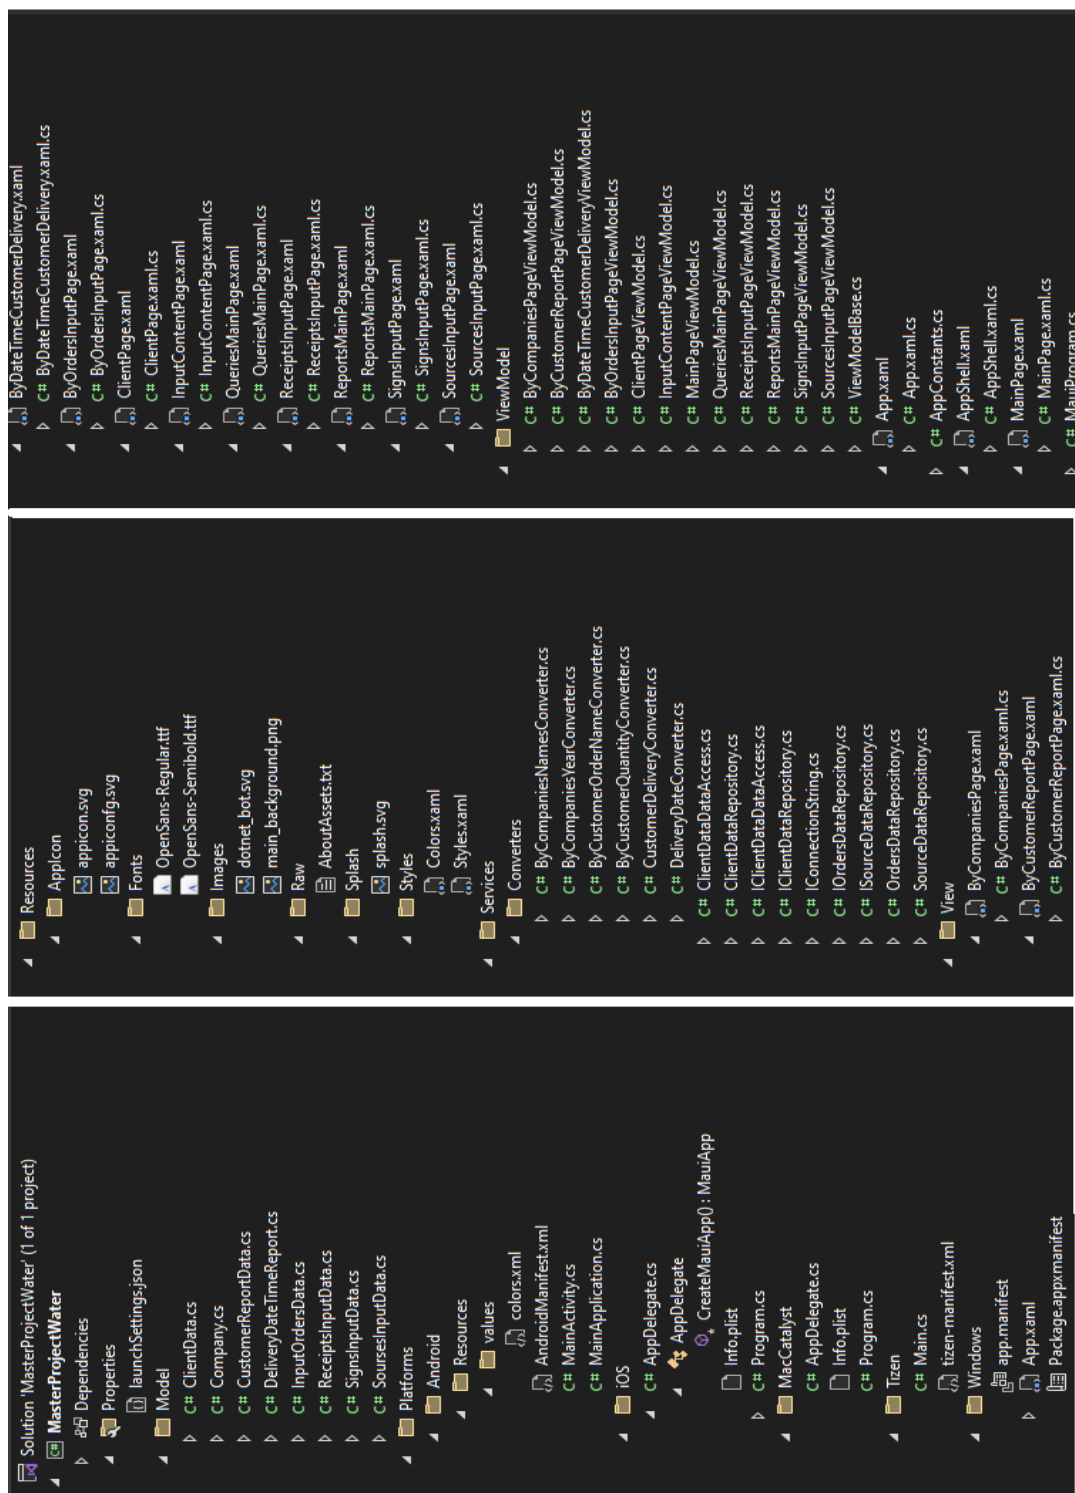 Solution 'MasterProjectWater' (1 of 1 project)
MasterProjectWater
Dependencies
Properties
launchSettings.json
Model
C# ClientData.cs
C# Company.cs
C# CustomerReportData.cs
C# DeliveryDateTimeReport.cs
C# InputOrdersData.cs
C# ReceiptsInputData.cs
C# SignsInputData.cs
C# SoursesInputData.cs
Platforms
Android
Resources
values
colors.xml
AndroidManifest.xml
C# MainActivity.cs
C# MainApplication.cs
iOS
C# AppDelegate.cs
AppDelegate
CreateMauiApp() : MauiApp
Info.plist
C# Program.cs
MacCatalyst
C# AppDelegate.cs
Info.plist
C# Program.cs
Tizen
C# Main.cs
tizen-manifest.xml
Windows
app.manifest
App.xaml
Package.appxmanifest
Resources
AppIcon
appicon.svg
appiconfg.svg
Fonts
OpenSans-Regular.ttf
OpenSans-Semibold.ttf
Images
dotnet_bot.svg
main_background.png
Raw
AboutAssets.txt
Splash
splash.svg
Styles
Colors.xaml
Styles.xaml
Services
Converters
C# ByCompaniesNamesConverter.cs
C# ByCompaniesYearConverter.cs
C# ByCustomerOrderNameConverter.cs
C# ByCustomerQuantityConverter.cs
C# CustomerDeliveryConverter.cs
C# DeliveryDateConverter.cs
C# ClientDataDataAccess.cs
C# ClientDataRepository.cs
C# IClientDataDataAccess.cs
C# IClientDataRepository.cs
C# IConnectionString.cs
C# IOrdersDataRepository.cs
C# ISourceDataRepository.cs
C# OrdersDataRepository.cs
C# SourceDataRepository.cs
View
ByCompaniesPage.xaml
C# ByCompaniesPage.xaml.cs
ByCustomerReportPage.xaml
C# ByCustomerReportPage.xaml.cs
ByDateTimeCustomerDelivery.xaml
C# ByDateTimeCustomerDelivery.xaml.cs
ByOrdersInputPage.xaml
C# ByOrdersInputPage.xaml.cs
ClientPage.xaml
C# ClientPage.xaml.cs
InputContentPage.xaml
C# InputContentPage.xaml.cs
QueriesMainPage.xaml
C# QueriesMainPage.xaml.cs
ReceiptsInputPage.xaml
C# ReceiptsInputPage.xaml.cs
ReportsMainPage.xaml
C# ReportsMainPage.xaml.cs
SignsInputPage.xaml
C# SignsInputPage.xaml.cs
SourcesInputPage.xaml
C# SourcesInputPage.xaml.cs
ViewModel
C# ByCompaniesPageViewModel.cs
C# ByCustomerReportPageViewModel.cs
C# ByDateTimeCustomerDeliveryViewModel.cs
C# ByOrdersInputPageViewModel.cs
C# ClientPageViewModel.cs
C# InputContentPageViewModel.cs
C# MainPageViewModel.cs
C# QueriesMainPageViewModel.cs
C# ReceiptsInputPageViewModel.cs
C# ReportsMainPageViewModel.cs
C# SignsInputPageViewModel.cs
C# SourcesInputPageViewModel.cs
C# ViewModelBase.cs
App.xaml
C# App.xaml.cs
C# AppConstants.cs
AppShell.xaml
C# AppShell.xaml.cs
MainPage.xaml
C# MainPage.xaml.cs
C# MauiProgram.cs